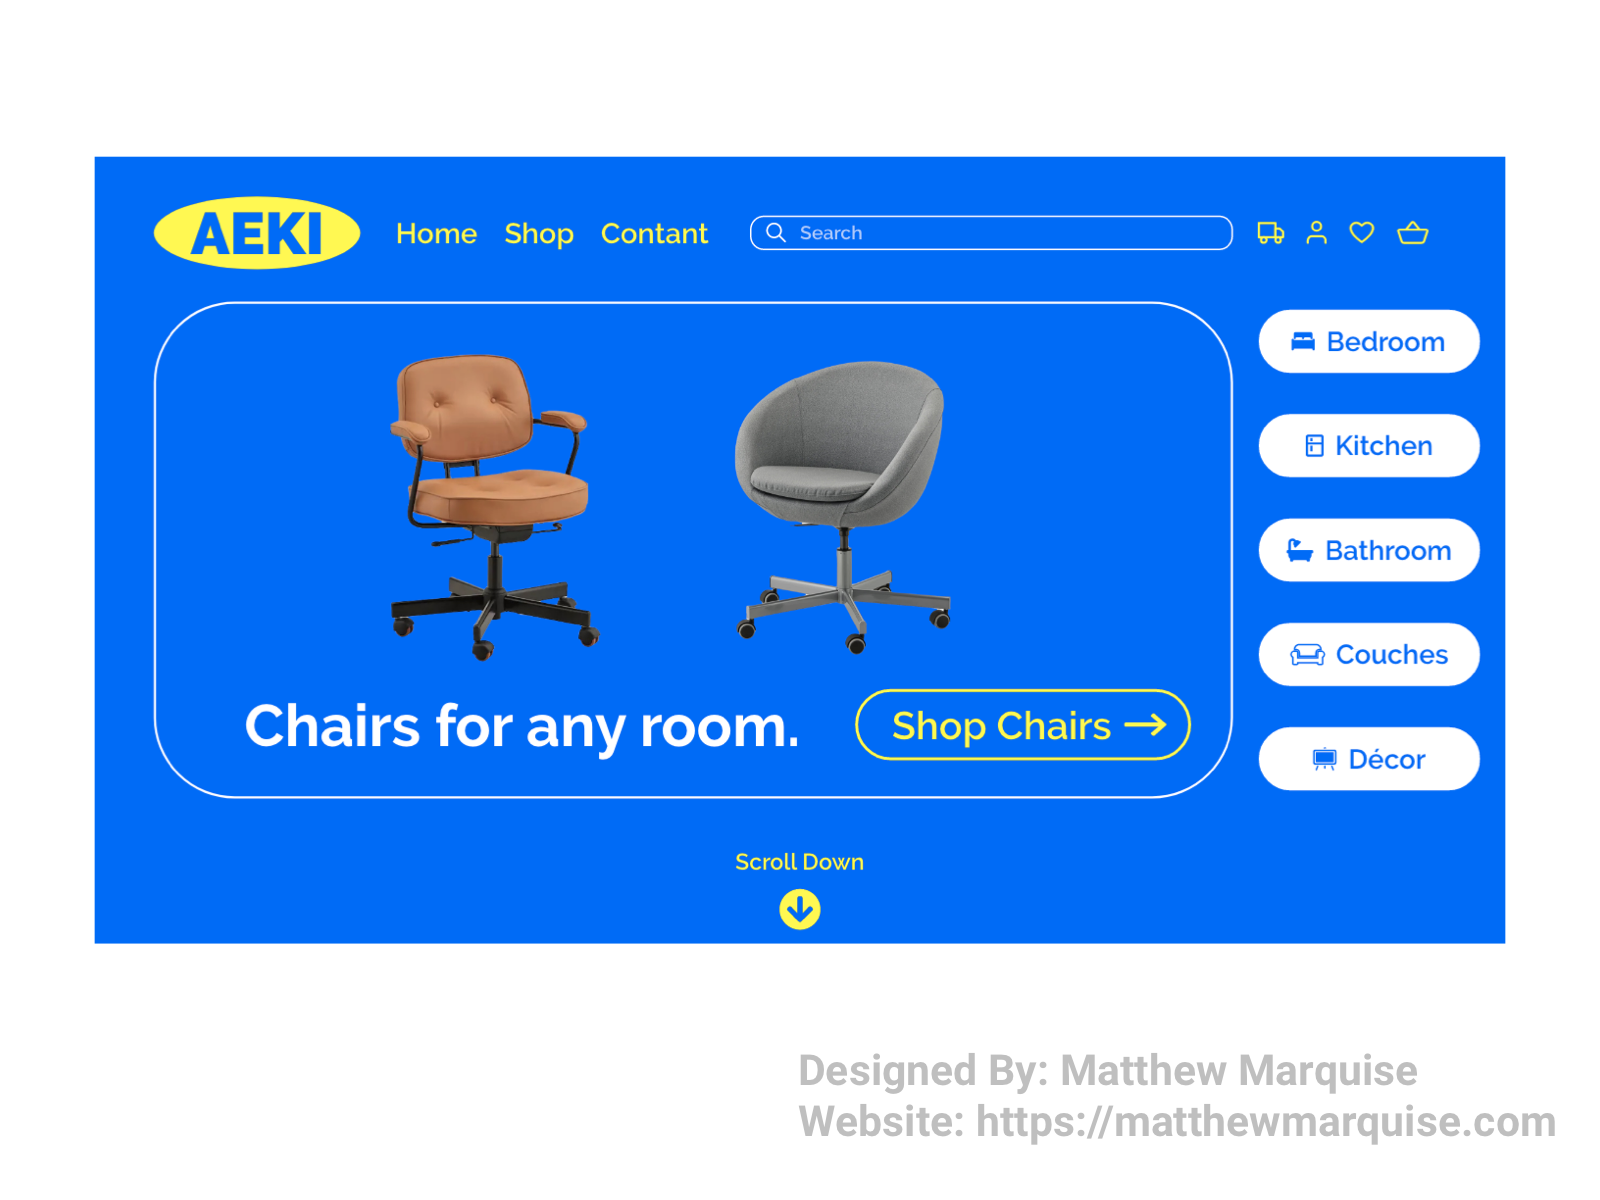 AEKI
Home Shop Contant
Search
Bedroom
Kitchen
Bathroom
Couches
Décor
Chairs for any room.
Shop Chairs
Scroll Down
Designed By: Matthew Marquise
Website: https://matthewmarquise.com